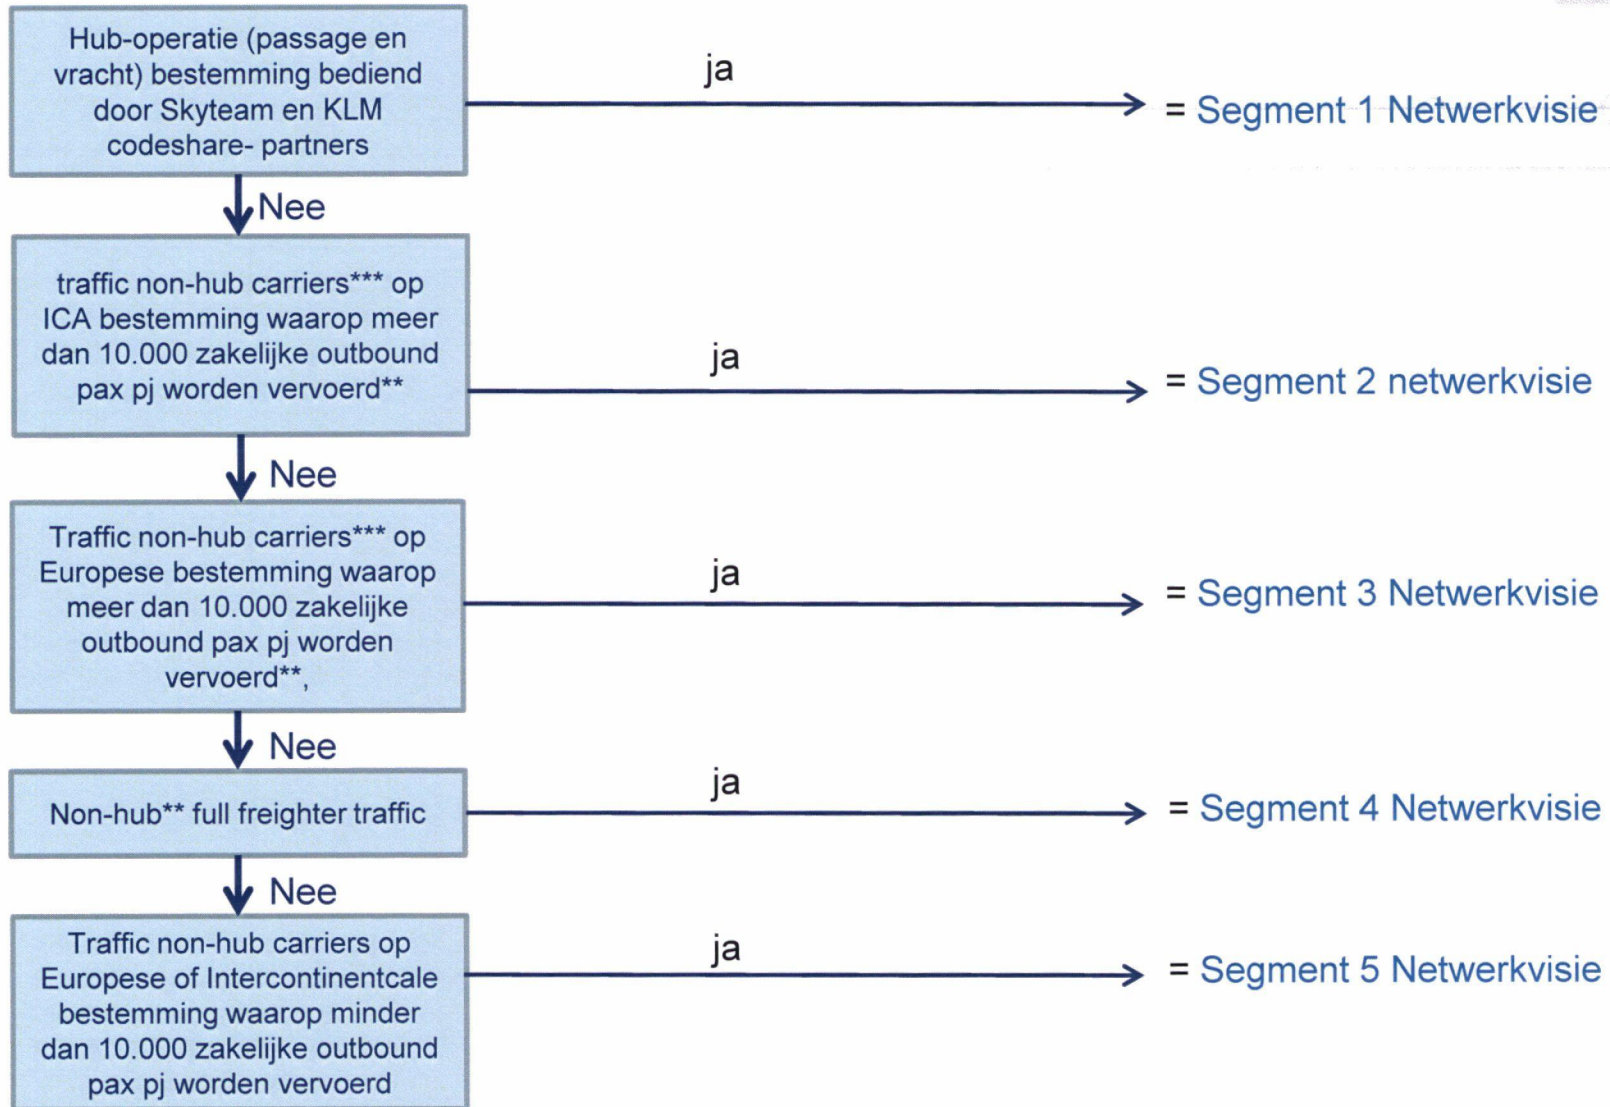 Hub-operatie (passage en
vracht) bestemming bediend
door Skyteam en KLM
codeshare- partners
ja
= Segment 1 Netwerkvisie
Nee
traffic non-hub carriers*** op
ICA bestemming waarop meer
dan 10.000 zakelijke outbound
pax pj worden vervoerd**
ja
= Segment 2 netwerkvisie
Nee
Traffic non-hub carriers*** op
Europese bestemming waarop
meer dan 10.000 zakelijke
outbound pax pj worden
vervoerd**,
ja
= Segment 3 Netwerkvisie
Nee
Non-hub** full freighter traffic
ja
= Segment 4 Netwerkvisie
Nee
Traffic non-hub carriers op
Europese of Intercontinentcale
bestemming waarop minder
dan 10.000 zakelijke outbound
pax pj worden vervoerd
ja
= Segment 5 Netwerkvisie